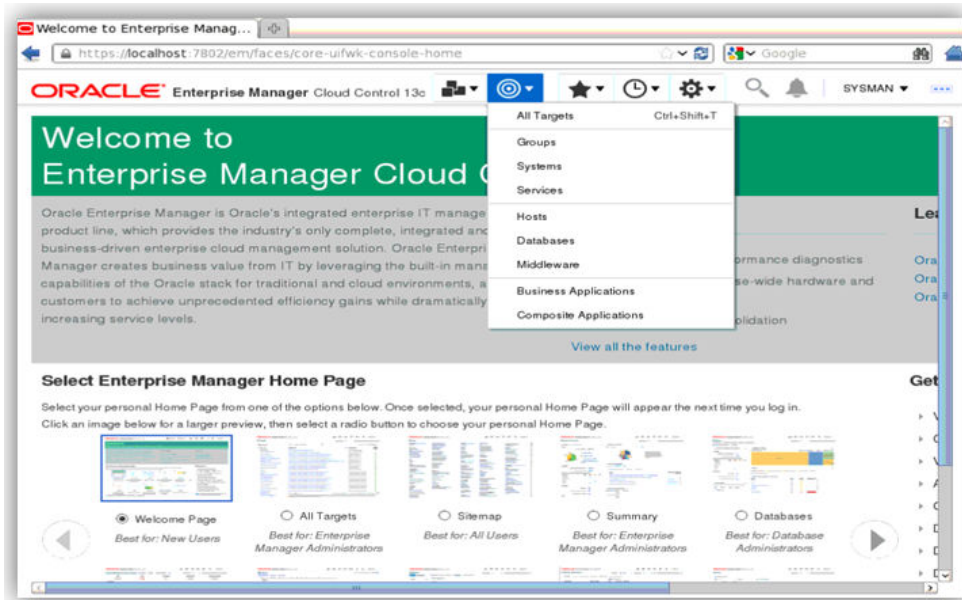 Welcome to Enterprise Manag...
https://localhost:7802/em/faces/core-uifwk-console-home
Google
ORACLE Enterprise Manager Cloud Control 13c
SYSMAN
All Targets Ctrl+Shift+T
Groups
Systems
Services
Hosts
Databases
Middleware
Business Applications
Composite Applications
Welcome to
Enterprise Manager Cloud
Oracle Enterprise Manager is Oracle's integrated enterprise IT manage
product line, which provides the industry's only complete, integrated and
business-driven enterprise cloud management solution. Oracle Enterpri
Manager creates business value from IT by leveraging the built-in mana
capabilities of the Oracle stack for traditional and cloud environments, a
customers to achieve unprecedented efficiency gains while dramatically
increasing service levels.
ormance diagnostics
se-wide hardware and
olidation
View all the features
Lea
Ora
Ora
Ora
Select Enterprise Manager Home Page
Get
Select your personal Home Page from one of the options below. Once selected, your personal Home Page will appear the next time you log in.
Click an image below for a larger preview, then select a radio button to choose your personal Home Page.
Welcome Page
Best for: New Users
All Targets
Best for: Enterprise
Manager Administrators
Sitemap
Best for: All Users
Summary
Best for: Enterprise
Manager Administrators
Databases
Best for: Database
Administrators